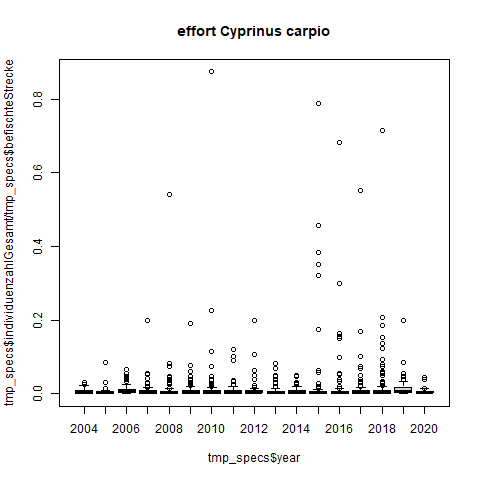 effort Cyprinus carpio
tmp_specs$individuenzahlGesamt/tmp_specs$befischteStrecke
0.8
0.6
0.4
0.2
0.0
2004 2006 2008 2010 2012 2014 2016 2018 2020
tmp_specs$year